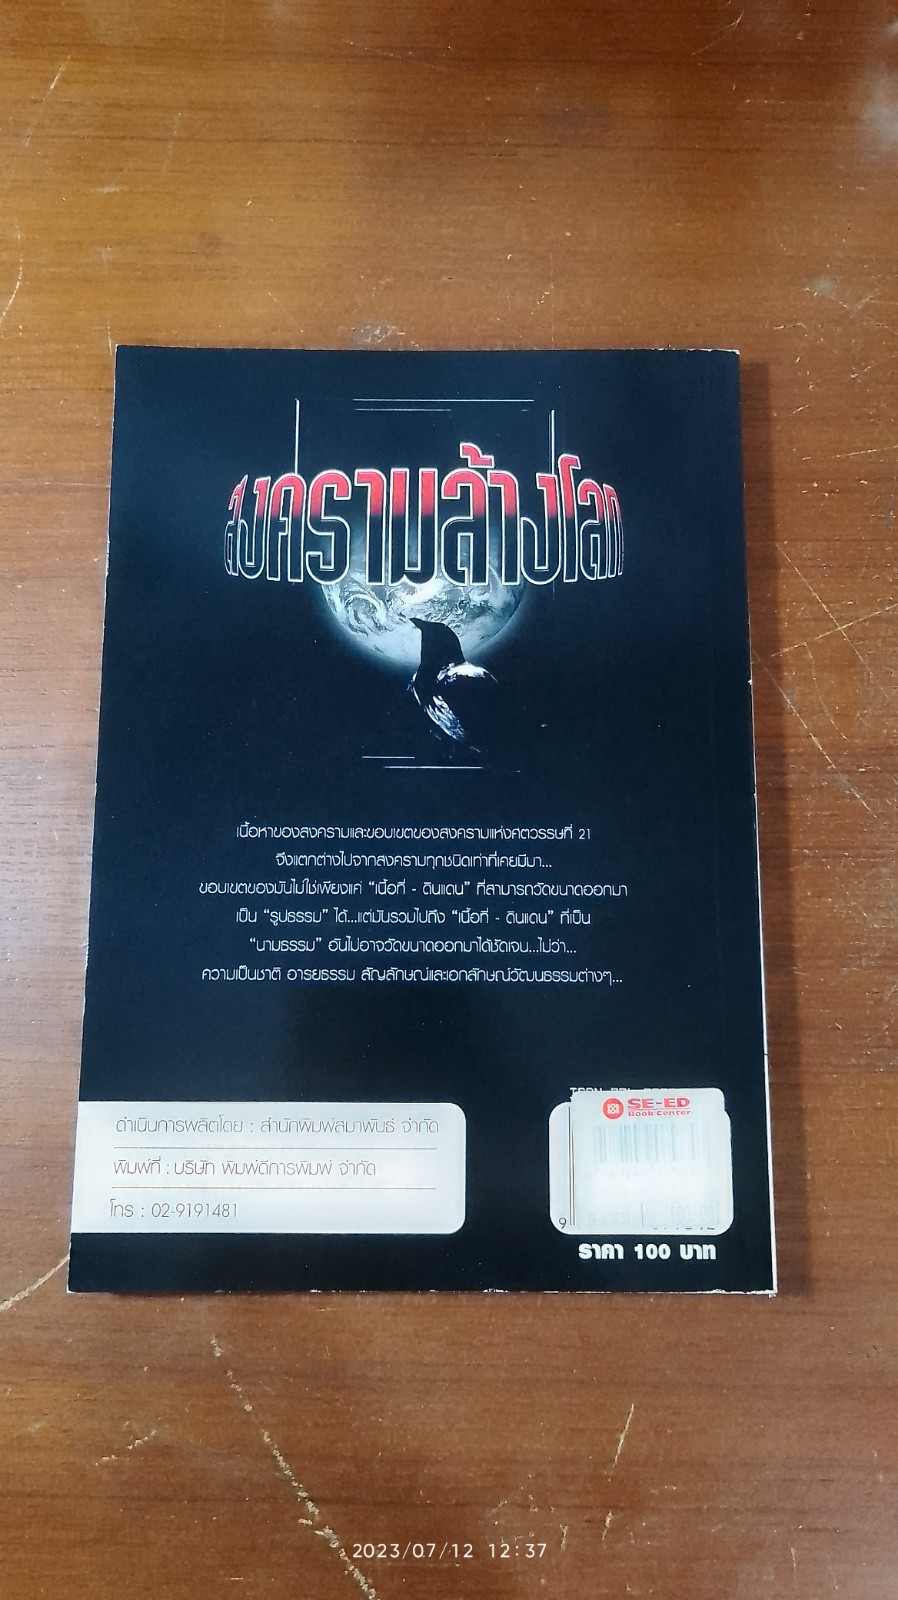 สงครามล้างโลก
เนื้อหาของสงครามและขอบเขตของสงครามแห่งศตวรรษที่ 21
จึงแตกต่างไปจากสงครามทุกชนิดเท่าที่เคยมีมา...
ขอบเขตของมันไม่ใช่เพียงแค่ “เนื้อที่ - ดินแดน” ที่สามารถวัดขนาดออกมา
เป็น “รูปธรรม” ได้...แต่มันรวมไปถึง “เนื้อที่ - ดินแดน” ที่เป็น
“นามธรรม” อันไม่อาจวัดขนาดออกมาได้ชัดเจน...ไม่ว่า...
ความเป็นชาติ อารยธรรม สัญลักษณ์และเอกลักษณ์วัฒนธรรมต่างๆ...
ดำเนินการผลิตโดย : สำนักพิมพ์สมาพันธ์ จำกัด
พิมพ์ที่ : บริษัท พิมพ์ดีการพิมพ์ จำกัด
โทร : 02-9191481
SE-ED
Book Center
9
ราคา 100 บาท
2023/07/12 12:37